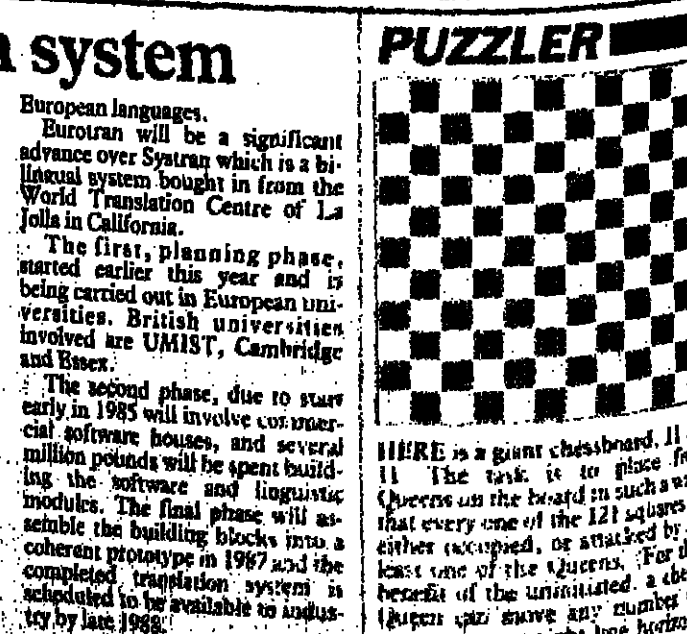 system
European languages.
Eurotran will be a significant
advance over Systran which is a bi-
lingual system bought in from the
World Translation Centre of La
Jolla in California.
The first, planning phase,
started earlier this year and is
being carried out in European uni-
versities. British universities
involved are UMIST, Cambridge
and Essex.
The second phase, due to start
early in 1985 will involve commer-
cial software houses, and several
million pounds will be spent build-
ing the software and linguistic
modules. The final phase will as-
semble the building blocks into a
coherent prototype in 1987 and the
completed translation system is
scheduled to be available to indus-
try by late 1988.
PUZZLER
HERE is a giant chessboard, 11
11 The task is to place
Queens on the board in such a
that every one of the 121 squares
either occupied, or attacked by
least one of the Queens. For
benefit of the uninitiated, a
Queen can move any number